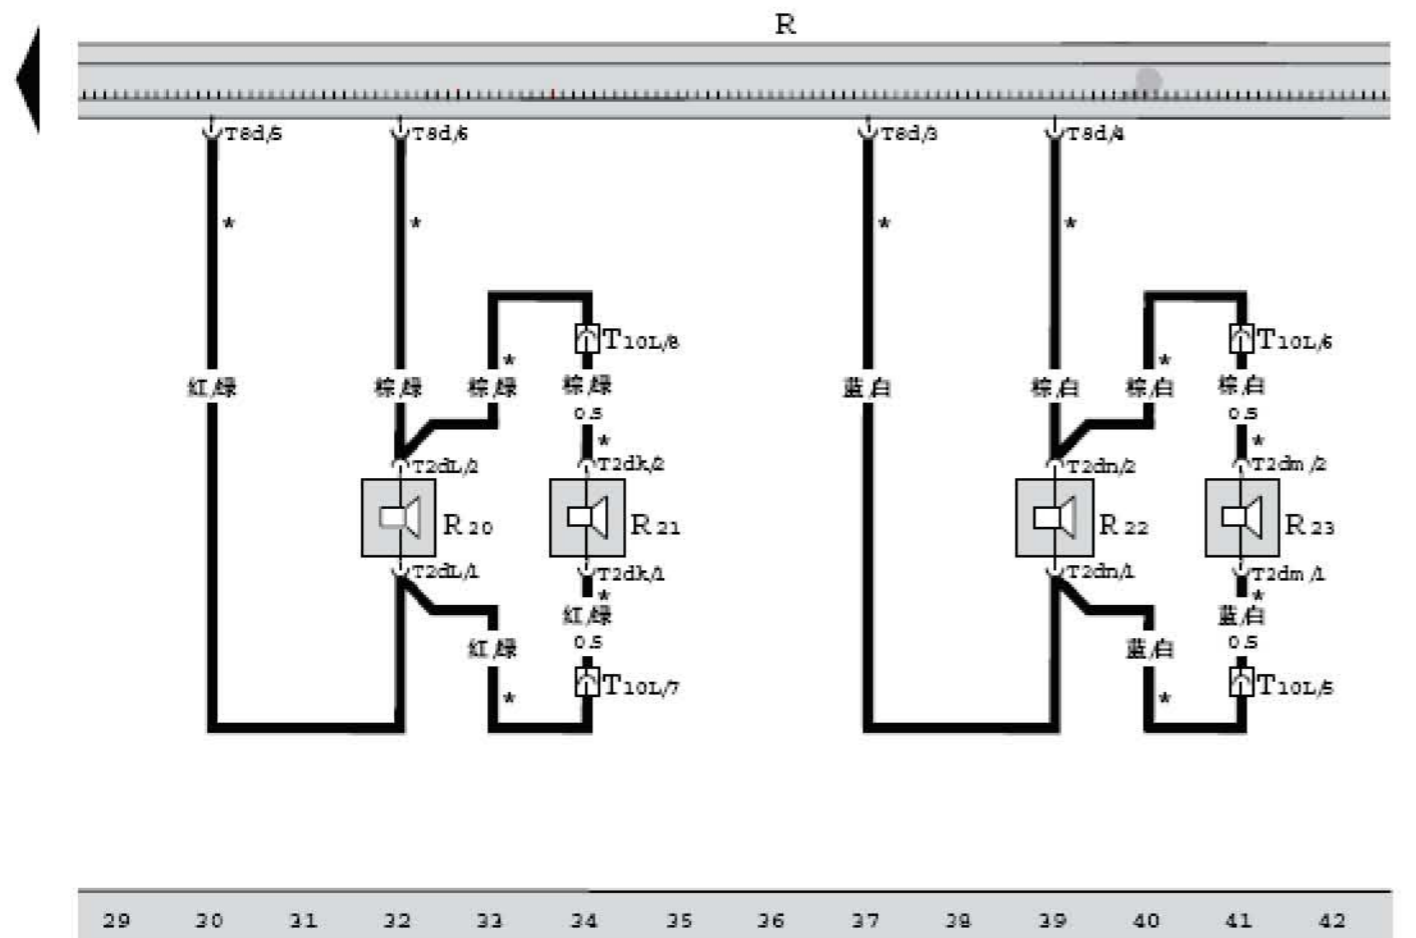 R
T8d/5 T8d/6 T8d/3 T8d/4
* * * *
T10L/8 T10L/6
* *
红/绿 棕/绿 棕/绿 棕/绿 蓝/白 棕/白 棕/白 棕/白
0.5 0.5
* *
T2dL/2 T2dk/2 T2dn/2 T2dm/2
R20 R21 R22 R23
T2dL/1 T2dk/1 T2dn/1 T2dm/1
* *
红/绿 蓝/白
红/绿 0.5 蓝/白 0.5
* T10L/7 * T10L/5
29 30 31 32 33 34 35 36 37 38 39 40 41 42